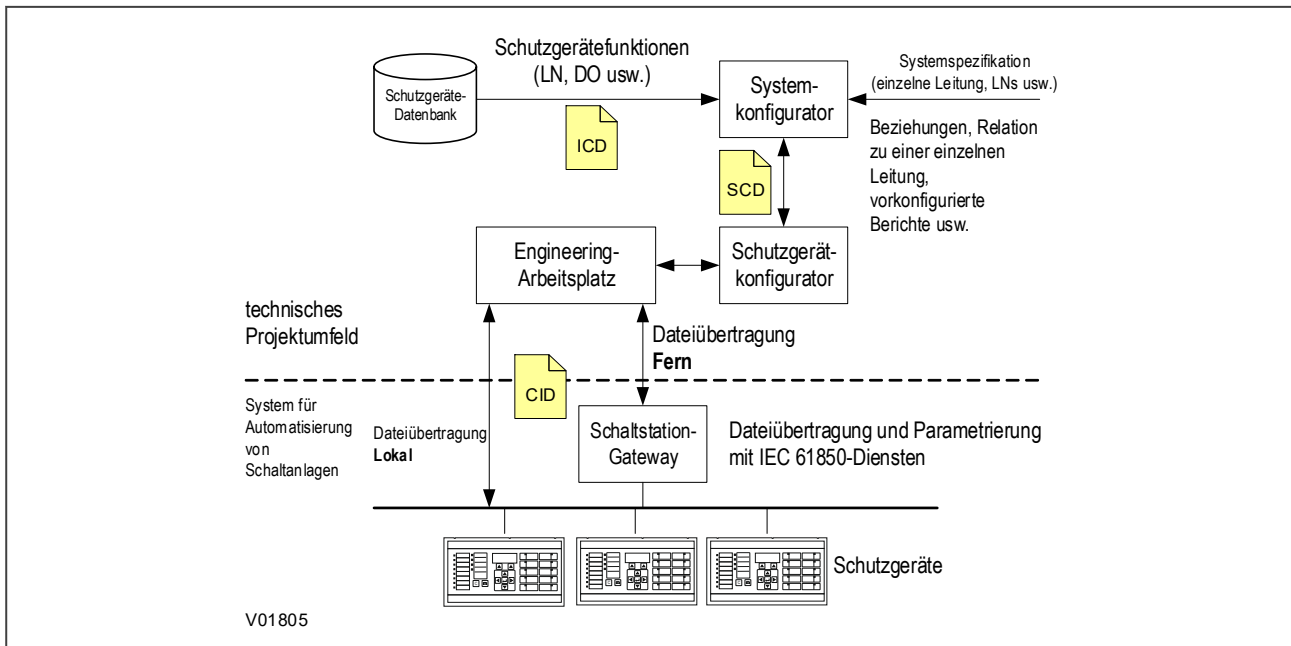 Schutzgerätefunktionen
(LN, DO usw.)
Schutzgeräte-
Datenbank
ICD
System-
konfigurator
Systemspezifikation
(einzelne Leitung, LNs usw.)
Beziehungen, Relation
zu einer einzelnen
Leitung,
vorkonfigurierte
Berichte usw.
SCD
Engineering-
Arbeitsplatz
Schutzgerät-
konfigurator
technisches
Projektumfeld
Dateiübertragung
Fern
CID
System für
Automatisierung
von
Schaltanlagen
Dateiübertragung
Lokal
Schaltstation-
Gateway
Dateiübertragung und Parametrierung
mit IEC 61850-Diensten
Schutzgeräte
V01805